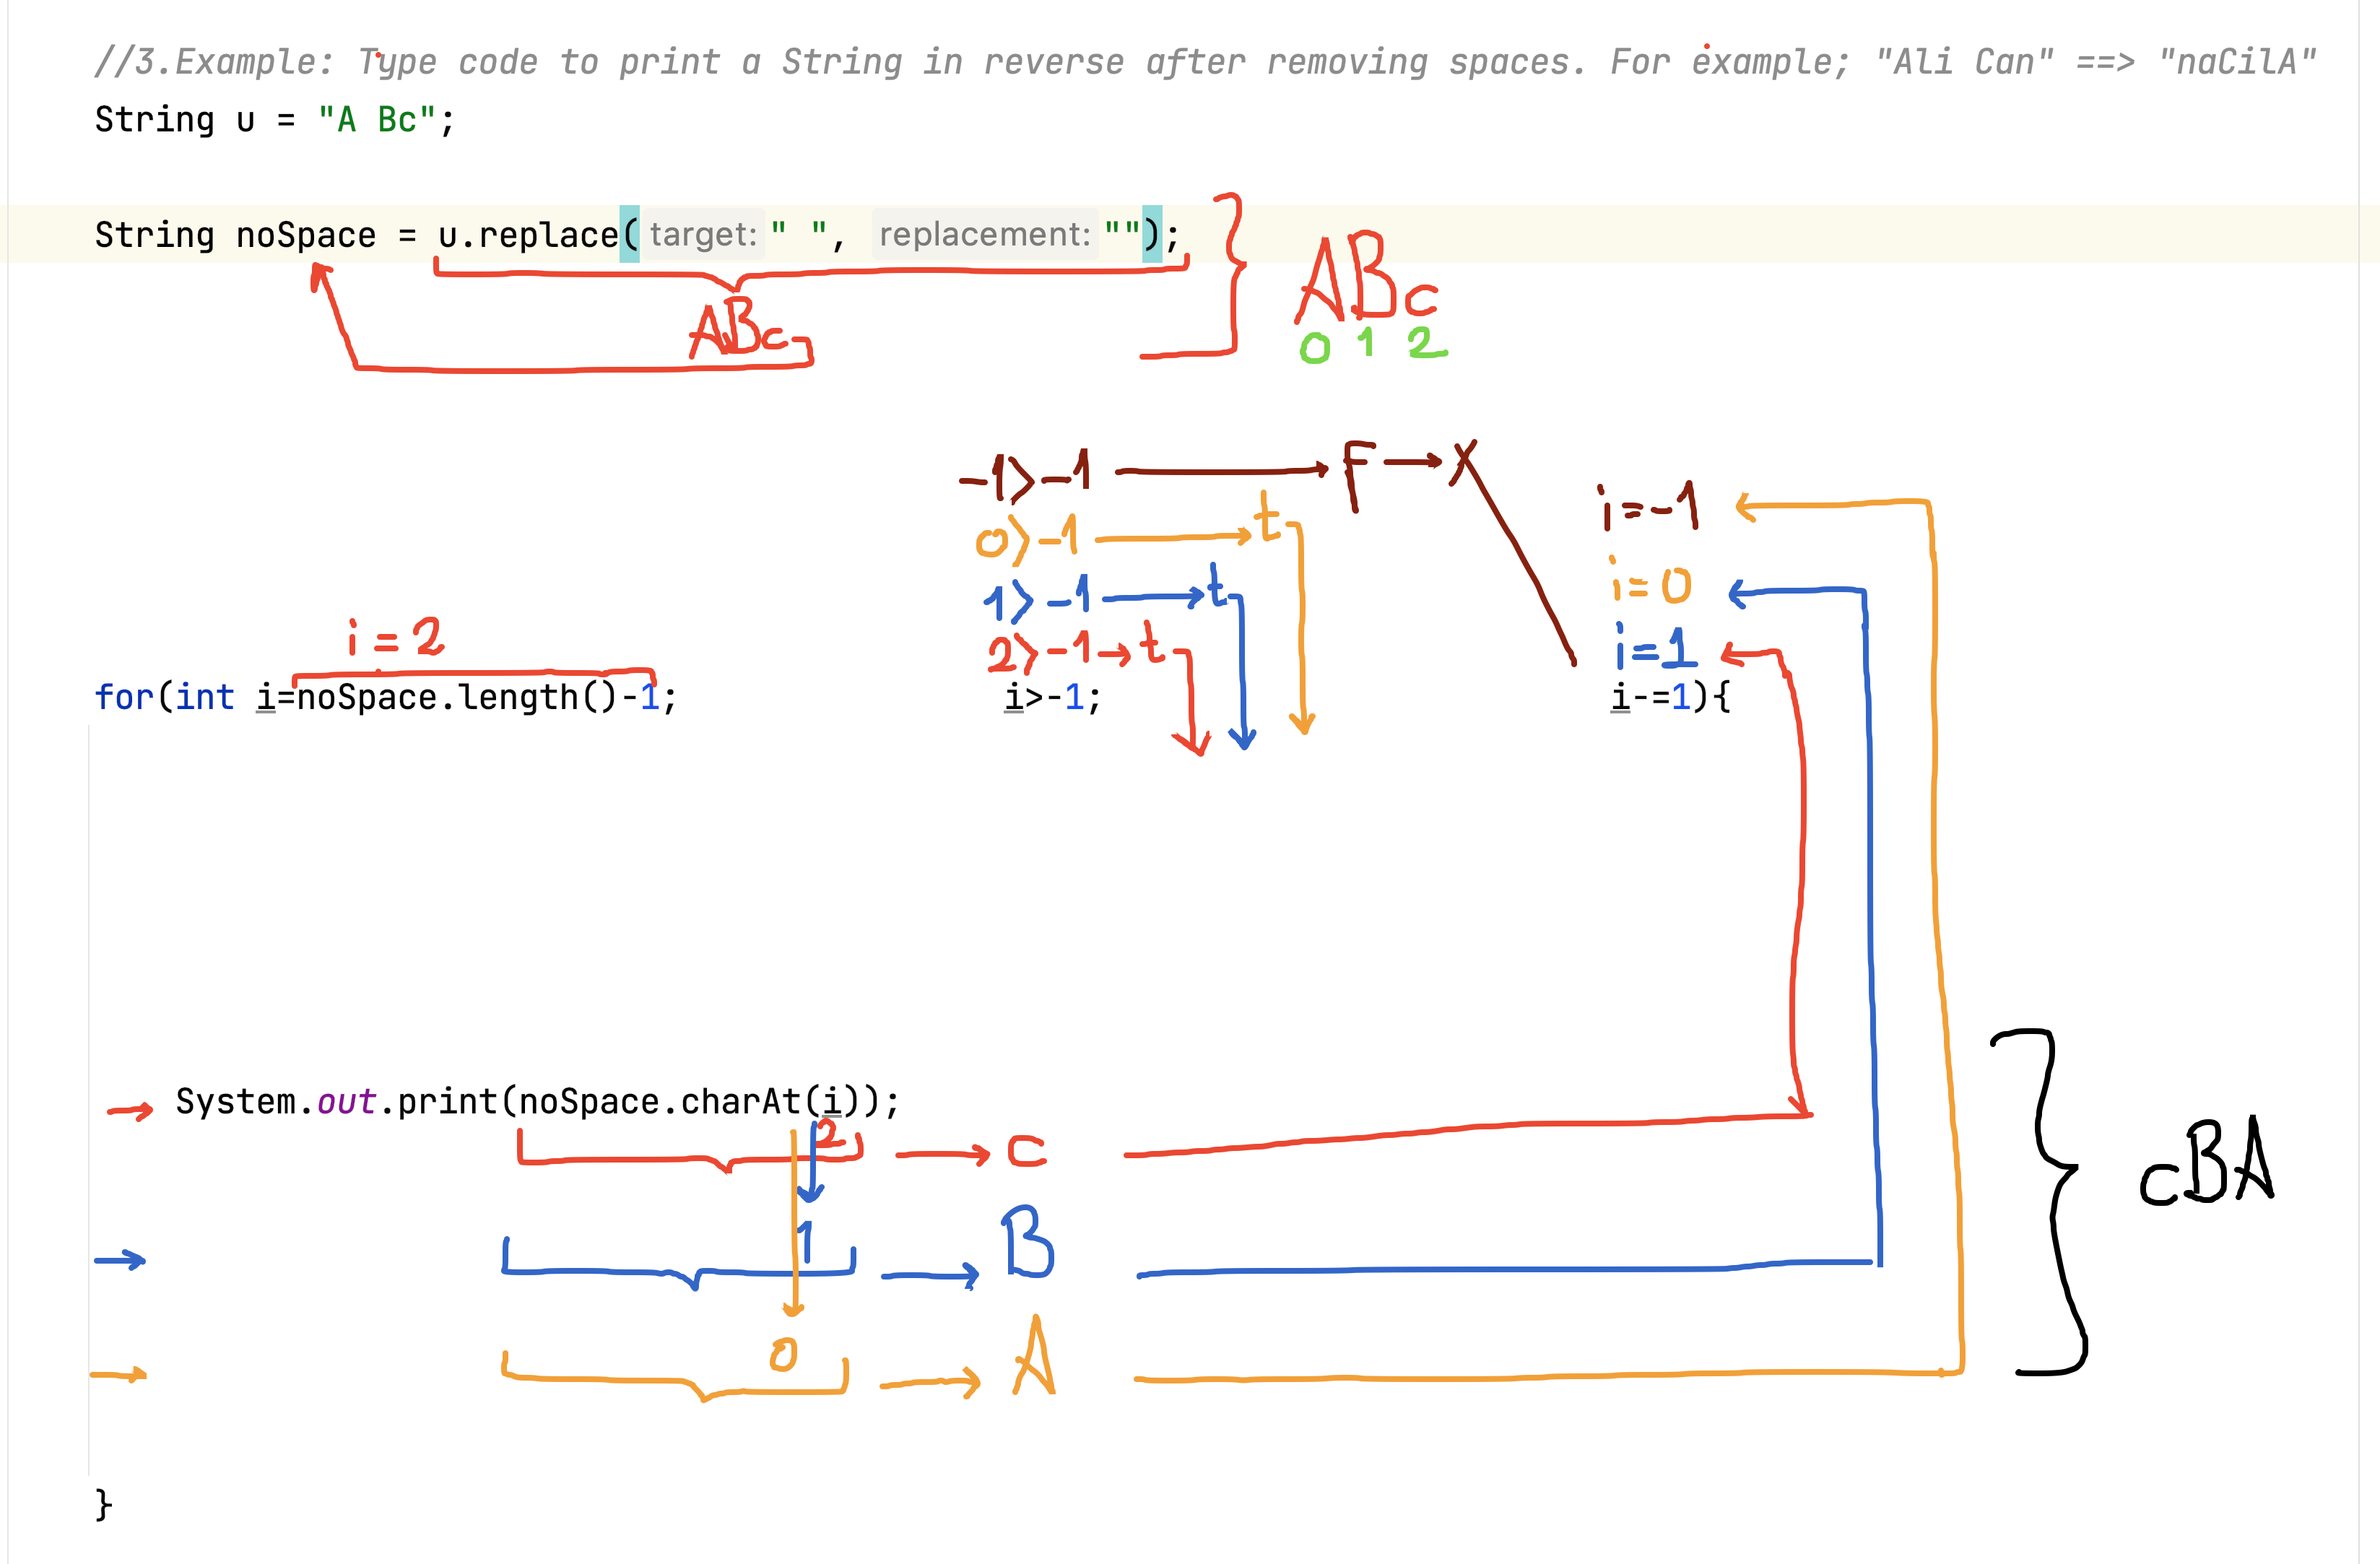 //3.Example: Type code to print a String in reverse after removing spaces. For example; "Ali Can" ==> "naCilA"
String u = "A Bc";
String noSpace = u.replace( target: " ", replacement: "");
ABc
ABc
0 1 2
-1>-1 F X
i=-1
0>-1 t
i=0
1>-1 t
i=1
i=2
2>-1 t
for(int i=noSpace.length()-1; i>-1; i-=1){
System.out.print(noSpace.charAt(i));
2 c
1 B
cBA
0 A
}